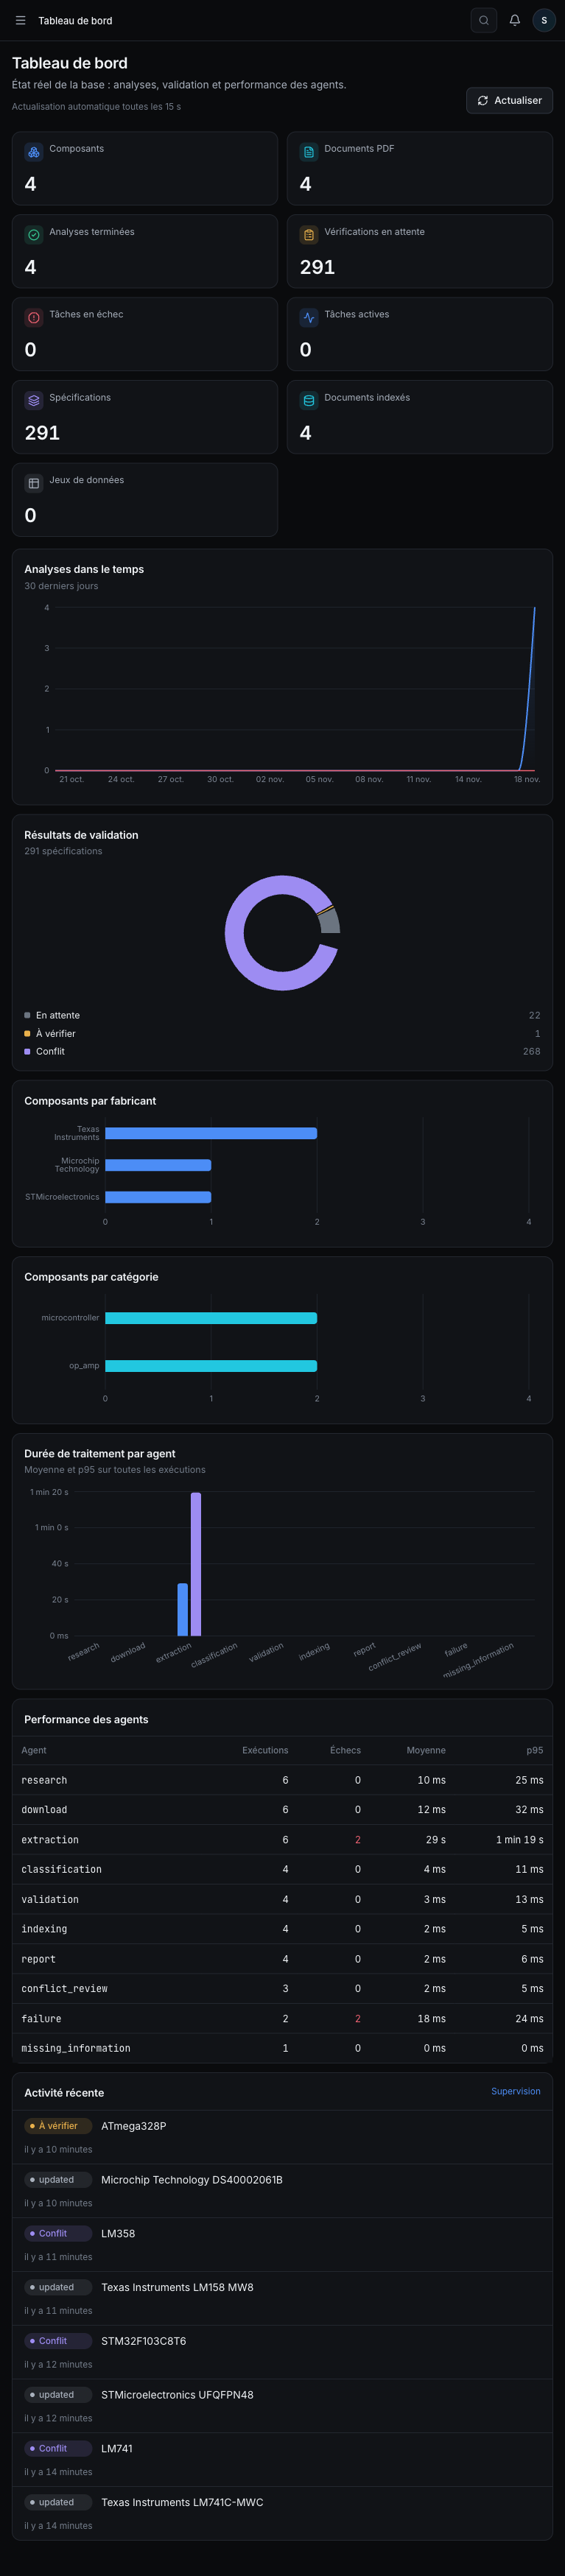 Tableau de bord
S
Tableau de bord
État réel de la base : analyses, validation et performance des agents.
Actualisation automatique toutes les 15 s
Actualiser
Composants
4
Documents PDF
4
Analyses terminées
4
Vérifications en attente
291
Tâches en échec
0
Tâches actives
0
Spécifications
291
Documents indexés
4
Jeux de données
0
Analyses dans le temps
30 derniers jours
4
3
2
1
0
21 oct. 24 oct. 27 oct. 30 oct. 02 nov. 05 nov. 08 nov. 11 nov. 14 nov. 18 nov.
Résultats de validation
291 spécifications
En attente 22
À vérifier 1
Conflit 268
Composants par fabricant
Texas
Instruments
Microchip
Technology
STMicroelectronics
0 1 2 3 4
Composants par catégorie
microcontroller
op_amp
0 1 2 3 4
Durée de traitement par agent
Moyenne et p95 sur toutes les exécutions
1 min 20 s
1 min 0 s
40 s
20 s
0 ms
research download extraction classification validation indexing report conflict_review failure missing_information
Performance des agents
Agent Exécutions Échecs Moyenne p95
research 6 0 10 ms 25 ms
download 6 0 12 ms 32 ms
extraction 6 2 29 s 1 min 19 s
classification 4 0 4 ms 11 ms
validation 4 0 3 ms 13 ms
indexing 4 0 2 ms 5 ms
report 4 0 2 ms 6 ms
conflict_review 3 0 2 ms 5 ms
failure 2 2 18 ms 24 ms
missing_information 1 0 0 ms 0 ms
Activité récente Supervision
À vérifier ATmega328P
il y a 10 minutes
updated Microchip Technology DS40002061B
il y a 10 minutes
Conflit LM358
il y a 11 minutes
updated Texas Instruments LM158 MW8
il y a 11 minutes
Conflit STM32F103C8T6
il y a 12 minutes
updated STMicroelectronics UFQFPN48
il y a 12 minutes
Conflit LM741
il y a 14 minutes
updated Texas Instruments LM741C-MWC
il y a 14 minutes